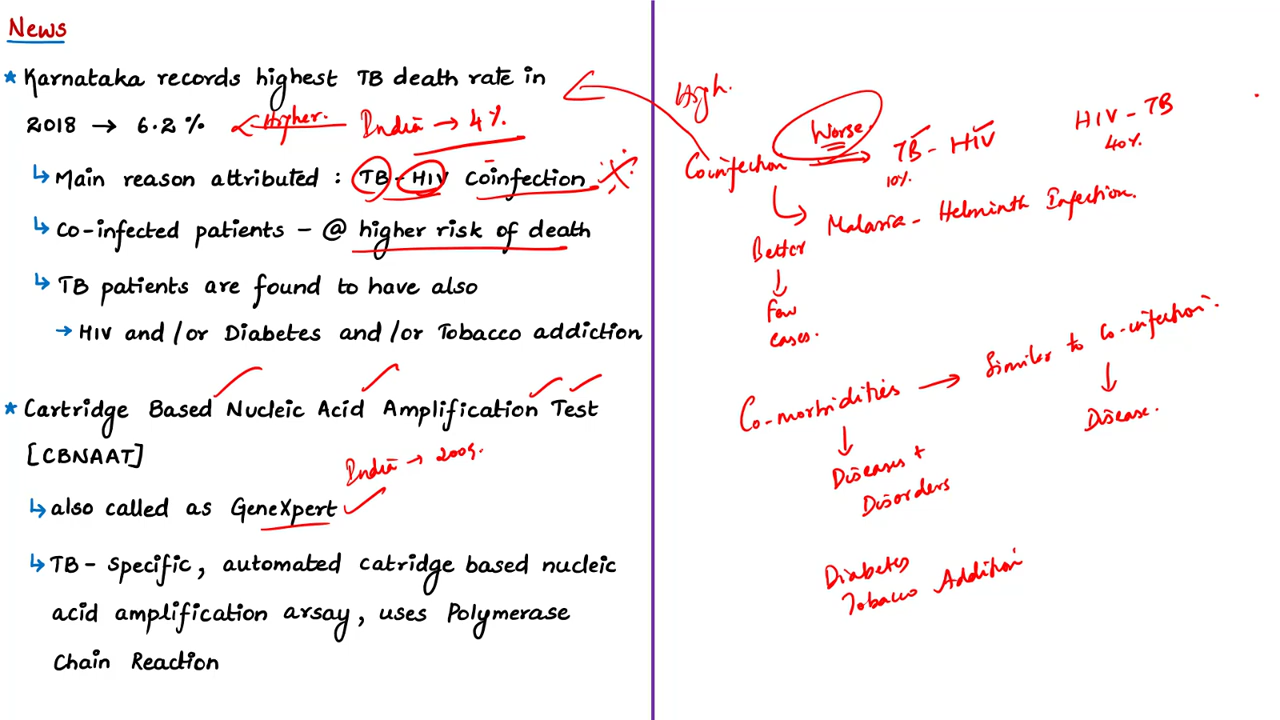 News
* Karnataka records highest TB death rate in
2018 → 6.2% Higher. India → 4%
↳ Main reason attributed : TB-HIV Coinfection
↳ Co-infected patients - @ higher risk of death
↳ TB patients are found to have also
→ HIV and/or Diabetes and/or Tobacco addiction
* Cartridge Based Nucleic Acid Amplification Test
[CBNAAT]
India → 2009.
↳ also called as GeneXpert
↳ TB- specific, automated catridge based nucleic
acid amplification arsay, uses Polymerase
Chain Reaction
High.
Coinfection Worse → TB - HIV
10%
HIV - TB
40%
Malaria - Helminth Infection.
Better
↓
Few
cases.
Co-morbidities → Similar to Co-infection.
↓
Diseases +
Disorders
↓
Disease.
Diabetes
Tobacco Addition